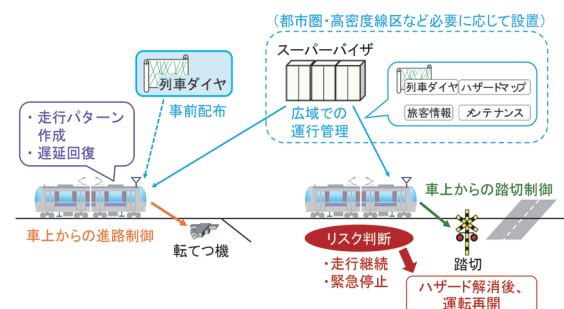 （都市圏・高密度線区など必要に応じて設置）
スーパーバイザ
列車ダイヤ
事前配布
広域での
運行管理
列車ダイヤ
ハザードマップ
旅客情報
メンテナンス
・走行パターン
作成
・遅延回復
車上からの進路制御
転てつ機
車上からの踏切制御
リスク判断
・走行継続
・緊急停止
踏切
ハザード解消後、
運転再開